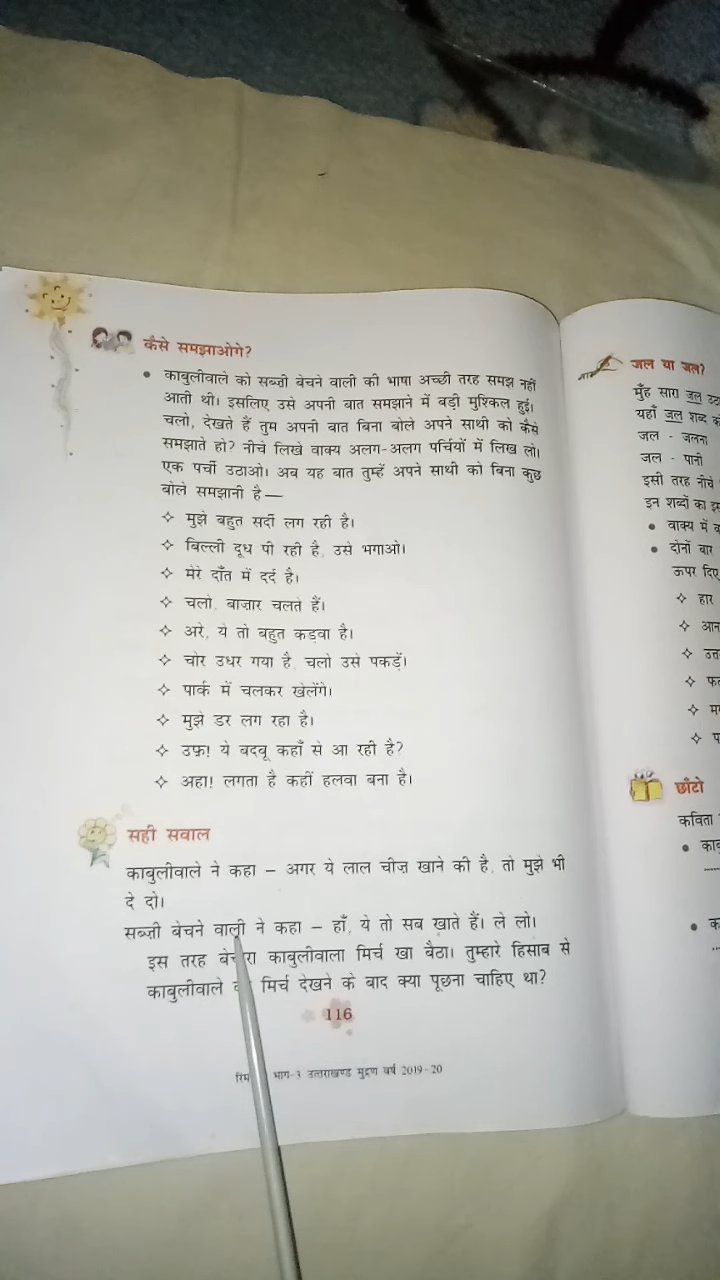 कैसे समझाओगे?
• काबुलीवाले को सब्ज़ी बेचने वाली की भाषा अच्छी तरह समझ नहीं
आती थी। इसलिए उसे अपनी बात समझाने में बड़ी मुश्किल हुई।
चलो, देखते हैं तुम अपनी बात बिना बोले अपने साथी को कैसे
समझाते हो? नीचे लिखे वाक्य अलग-अलग पर्चियों में लिख लो।
एक पर्ची उठाओ। अब यह बात तुम्हें अपने साथी को बिना कुछ
बोले समझानी है —
✧ मुझे बहुत सर्दी लग रही है।
✧ बिल्ली दूध पी रही है, उसे भगाओ।
✧ मेरे दाँत में दर्द है।
✧ चलो, बाज़ार चलते हैं।
✧ अरे, ये तो बहुत कड़वा है।
✧ चोर उधर गया है, चलो उसे पकड़ें।
✧ पार्क में चलकर खेलेंगे।
✧ मुझे डर लग रहा है।
✧ उफ़! ये बदबू कहाँ से आ रही है?
✧ अहा! लगता है कहीं हलवा बना है।
सही सवाल
काबुलीवाले ने कहा – अगर ये लाल चीज़ खाने की है, तो मुझे भी
दे दो।
सब्ज़ी बेचने वाली ने कहा – हाँ, ये तो सब खाते हैं। ले लो।
इस तरह बेचारा काबुलीवाला मिर्च खा बैठा। तुम्हारे हिसाब से
काबुलीवाले मिर्च देखने के बाद क्या पूछना चाहिए था?
116
भाग-3 उत्तराखण्ड मुद्रण वर्ष 2019-20
जल या जल?
मुँह सारा जल
यहाँ जल शब्द
जल - जलना
जल - पानी
इसी तरह नीचे
इन शब्दों का
• वाक्य में
• दोनों बार
ऊपर दिए
✧ हार
✧
✧
✧
✧
✧
छाँटो
कविता
•
•